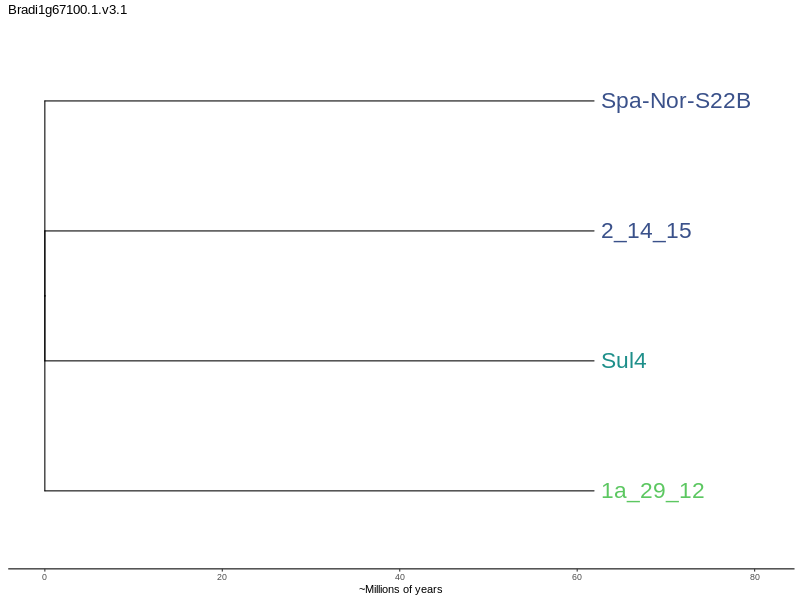 Bradi1g67100.1.v3.1
Spa-Nor-S22B
2_14_15
Sul4
1a_29_12
0 20 40 60 80
~Millions of years